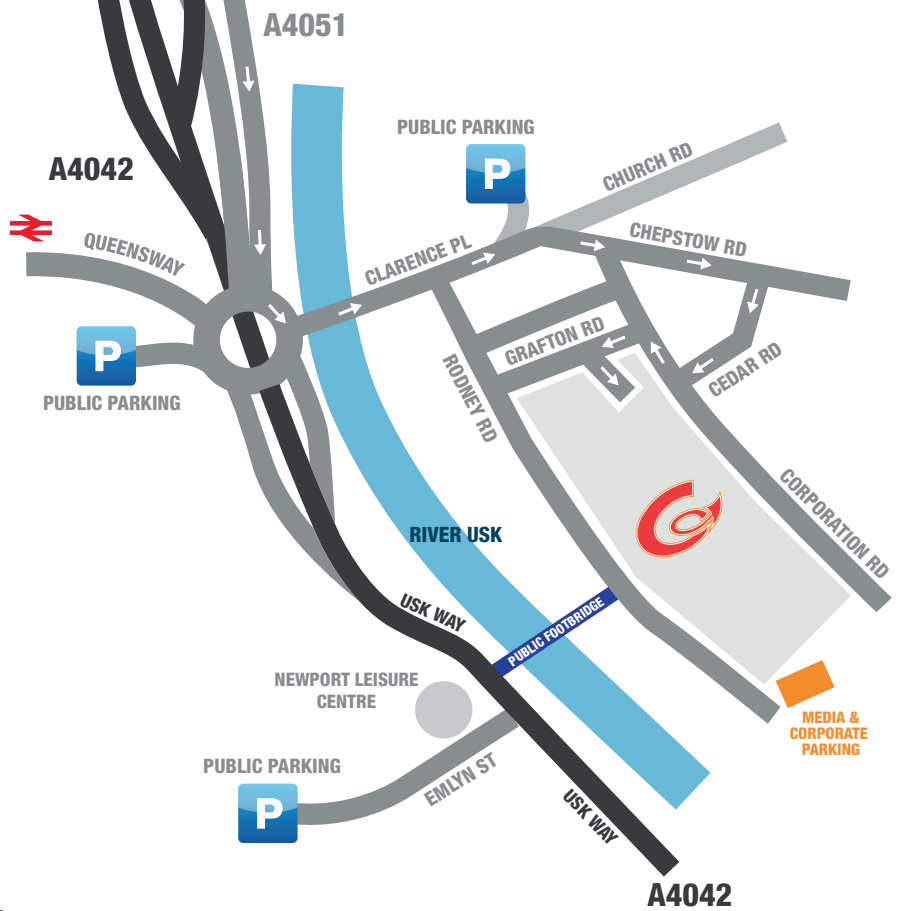 A4051
PUBLIC PARKING
P
A4042
CHURCH RD
QUEENSWAY
CLARENCE PL
CHEPSTOW RD
P
PUBLIC PARKING
GRAFTON RD
RODNEY RD
CEDAR RD
CORPORATION RD
RIVER USK
USK WAY
PUBLIC FOOTBRIDGE
NEWPORT LEISURE
CENTRE
MEDIA &
CORPORATE
PARKING
PUBLIC PARKING
P
EMLYN ST
USK WAY
A4042